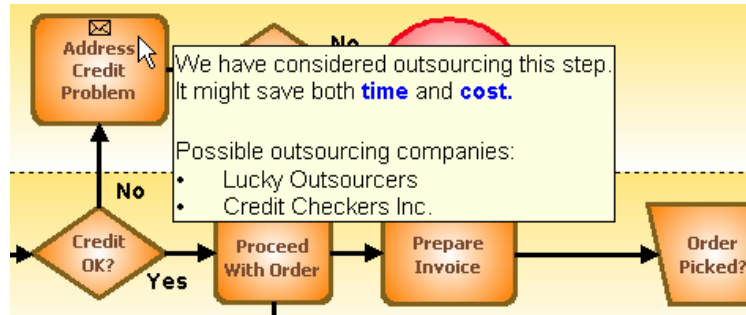 Address
Credit
Problem
No
We have considered outsourcing this step.
It might save both time and cost.
Possible outsourcing companies:
• Lucky Outsourcers
• Credit Checkers Inc.
No
Credit
OK?
Yes
Proceed
With Order
Prepare
Invoice
Order
Picked?